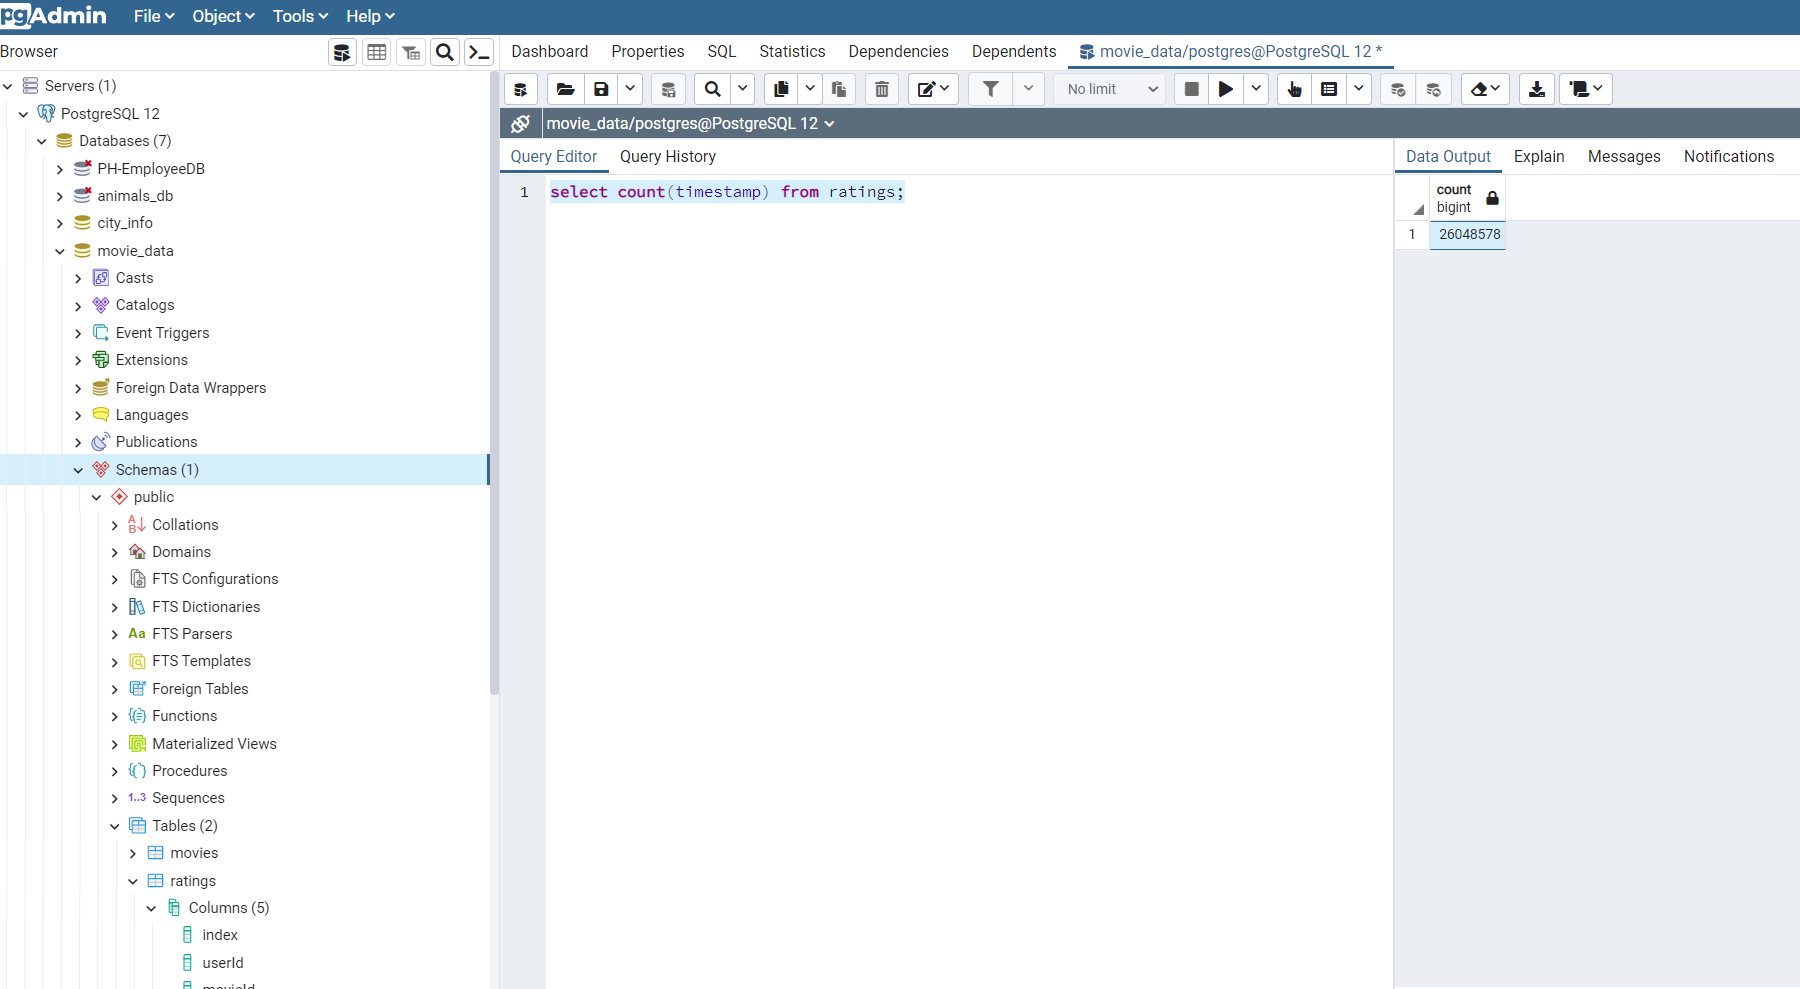 pgAdmin File Object Tools Help
Browser
Dashboard Properties SQL Statistics Dependencies Dependents movie_data/postgres@PostgreSQL 12 *
No limit
movie_data/postgres@PostgreSQL 12
Query Editor Query History
Data Output Explain Messages Notifications
1 select count(timestamp) from ratings;
count
bigint
1 26048578
Servers (1)
PostgreSQL 12
Databases (7)
PH-EmployeeDB
animals_db
city_info
movie_data
Casts
Catalogs
Event Triggers
Extensions
Foreign Data Wrappers
Languages
Publications
Schemas (1)
public
Collations
Domains
FTS Configurations
FTS Dictionaries
Aa FTS Parsers
FTS Templates
Foreign Tables
Functions
Materialized Views
Procedures
1..3 Sequences
Tables (2)
movies
ratings
Columns (5)
index
userId
movieId